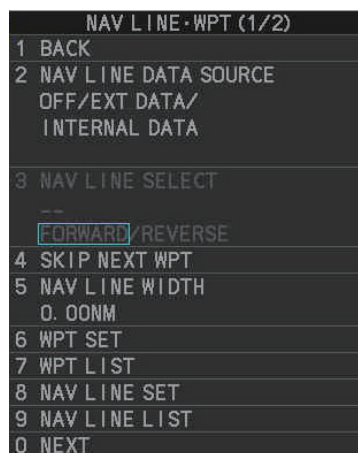 NAV LINE·WPT (1/2)
1 BACK
2 NAV LINE DATA SOURCE
OFF/EXT DATA/
INTERNAL DATA
3 NAV LINE SELECT
--
FORWARD/REVERSE
4 SKIP NEXT WPT
5 NAV LINE WIDTH
0.00NM
6 WPT SET
7 WPT LIST
8 NAV LINE SET
9 NAV LINE LIST
0 NEXT